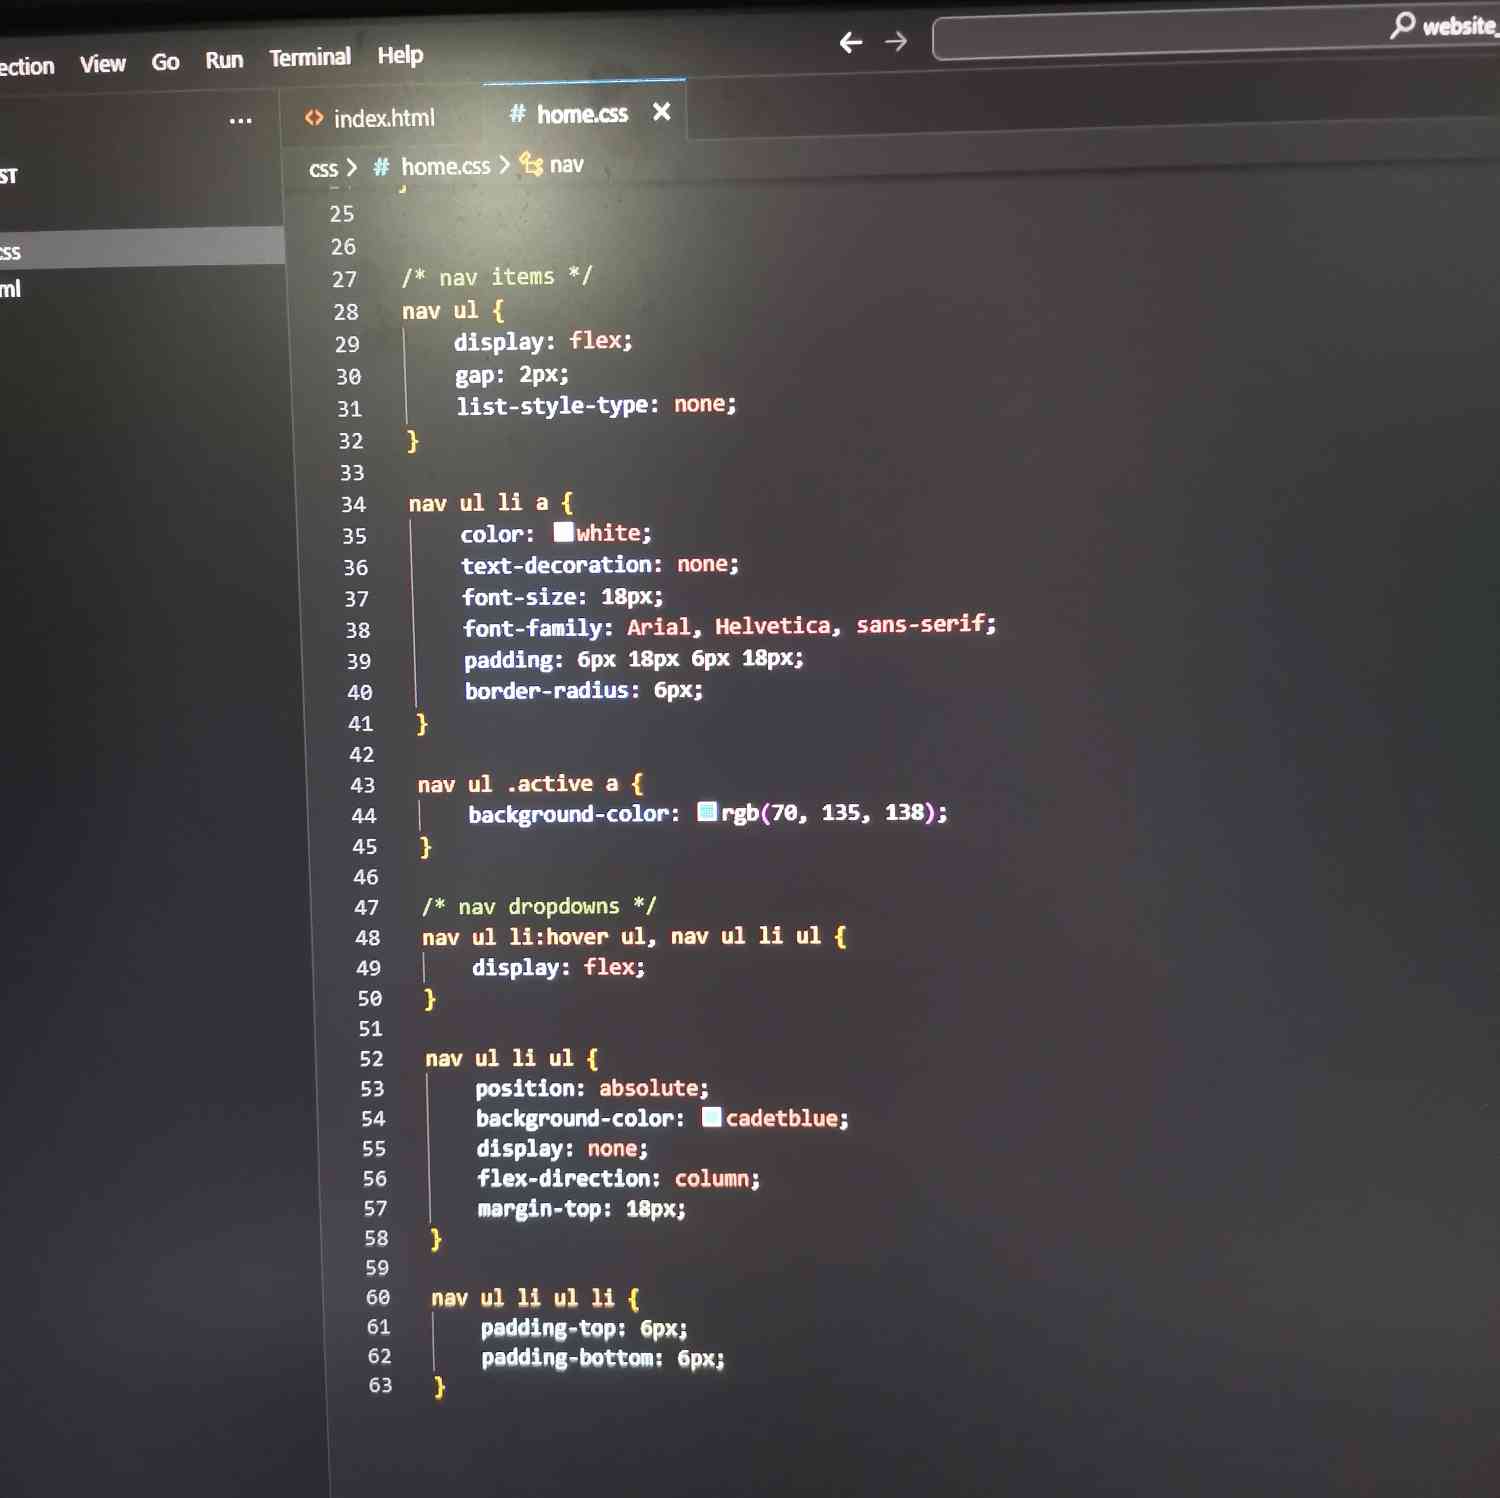 ection View Go Run Terminal Help
website_
...
index.html
# home.css
css > # home.css > nav
ST
css
ml
25
26
27 /* nav items */
28 nav ul {
29 display: flex;
30 gap: 2px;
31 list-style-type: none;
32 }
33
34 nav ul li a {
35 color: white;
36 text-decoration: none;
37 font-size: 18px;
38 font-family: Arial, Helvetica, sans-serif;
39 padding: 6px 18px 6px 18px;
40 border-radius: 6px;
41 }
42
43 nav ul .active a {
44 background-color: rgb(70, 135, 138);
45 }
46
47 /* nav dropdowns */
48 nav ul li:hover ul, nav ul li ul {
49 display: flex;
50 }
51
52 nav ul li ul {
53 position: absolute;
54 background-color: cadetblue;
55 display: none;
56 flex-direction: column;
57 margin-top: 18px;
58 }
59
60 nav ul li ul li {
61 padding-top: 6px;
62 padding-bottom: 6px;
63 }